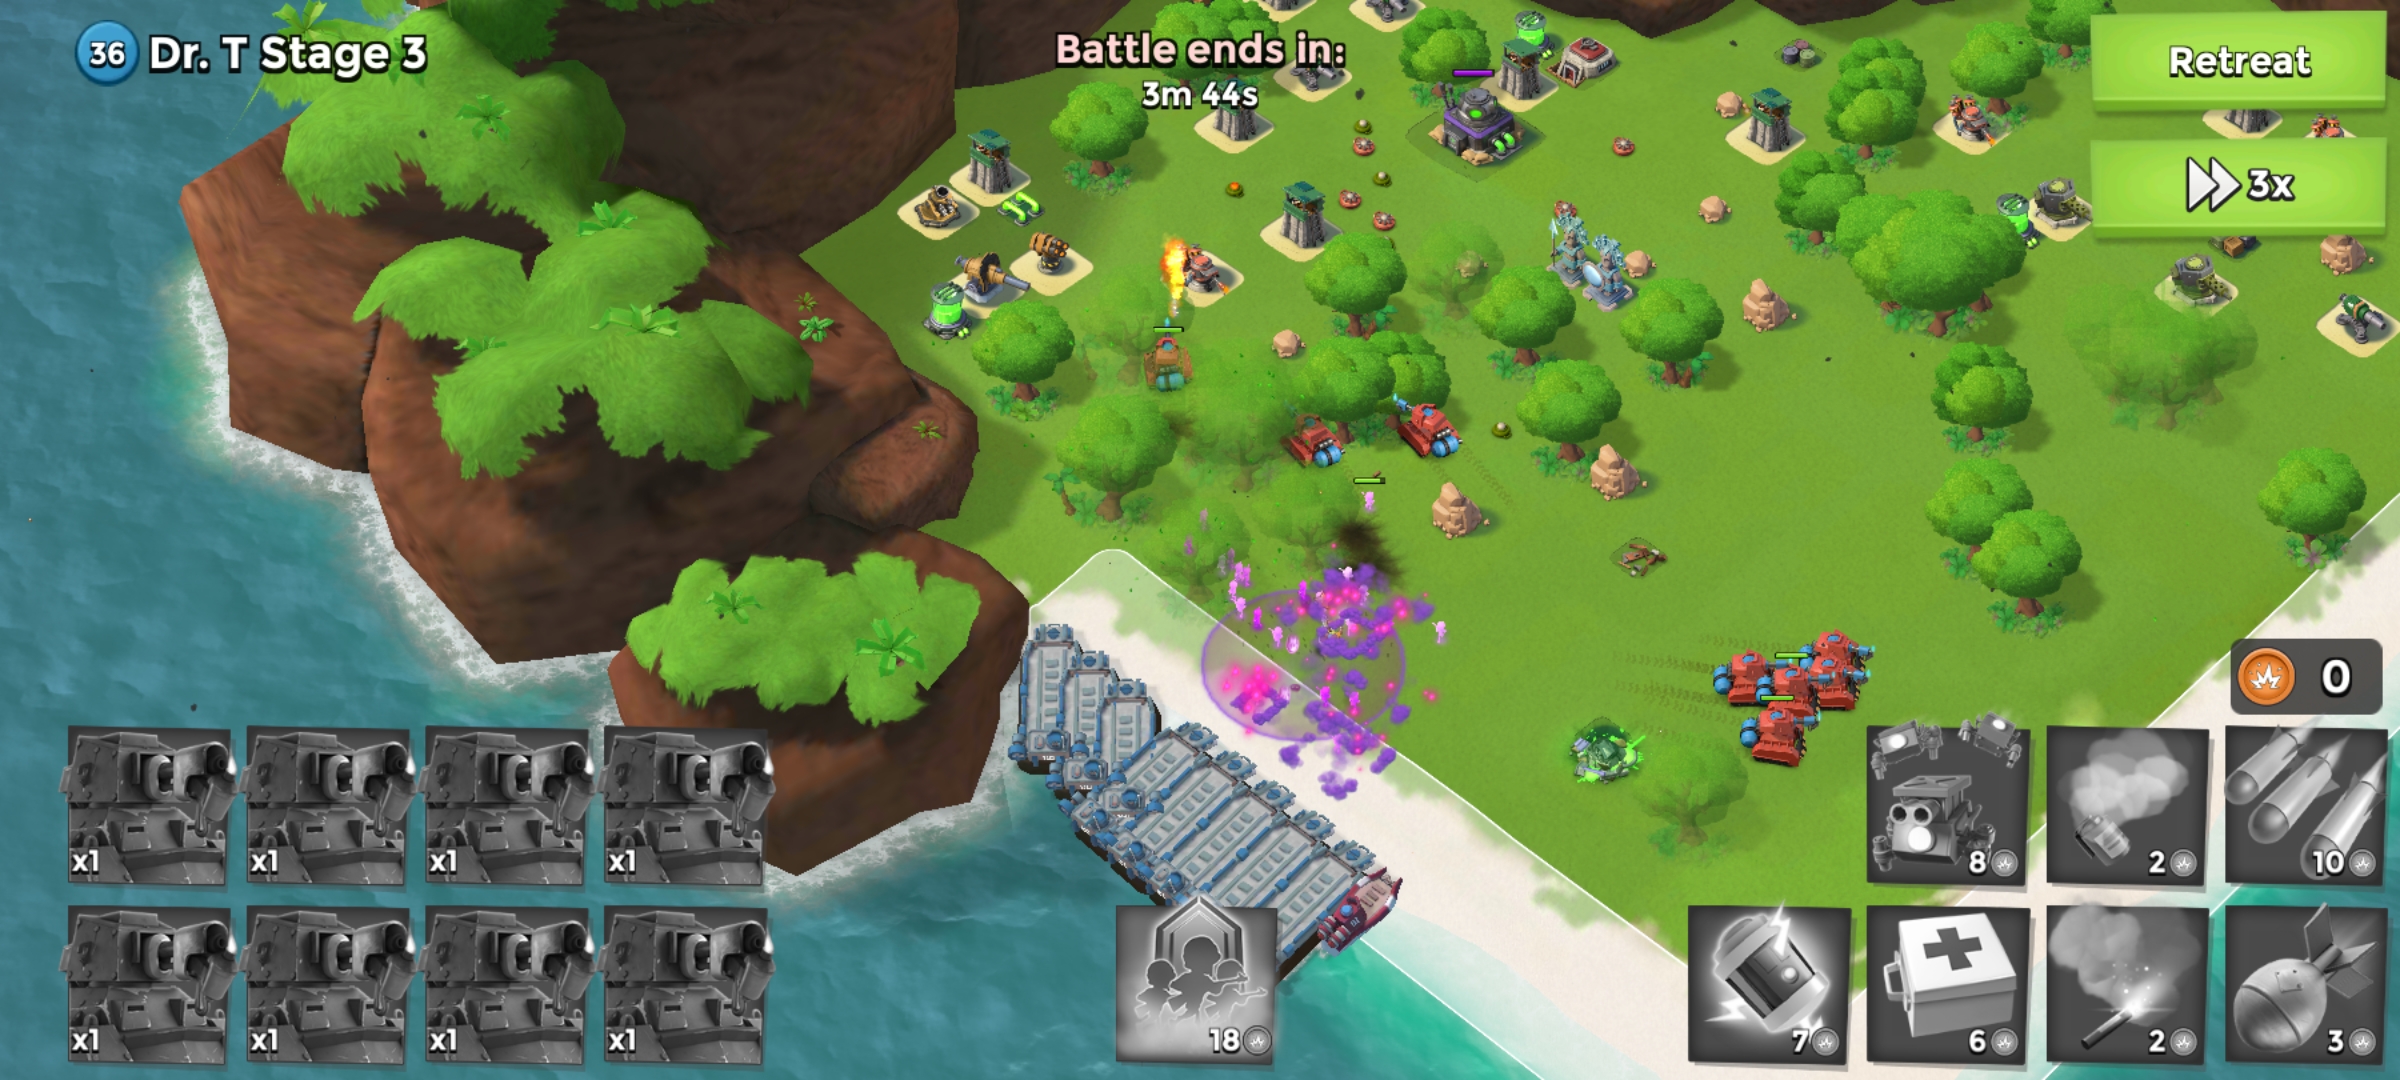 36 Dr. T Stage 3
Battle ends in:
3m 44s
Retreat
3x
0
x1 x1 x1 x1
8 2 10
x1 x1 x1 x1
18 7 6 2 3